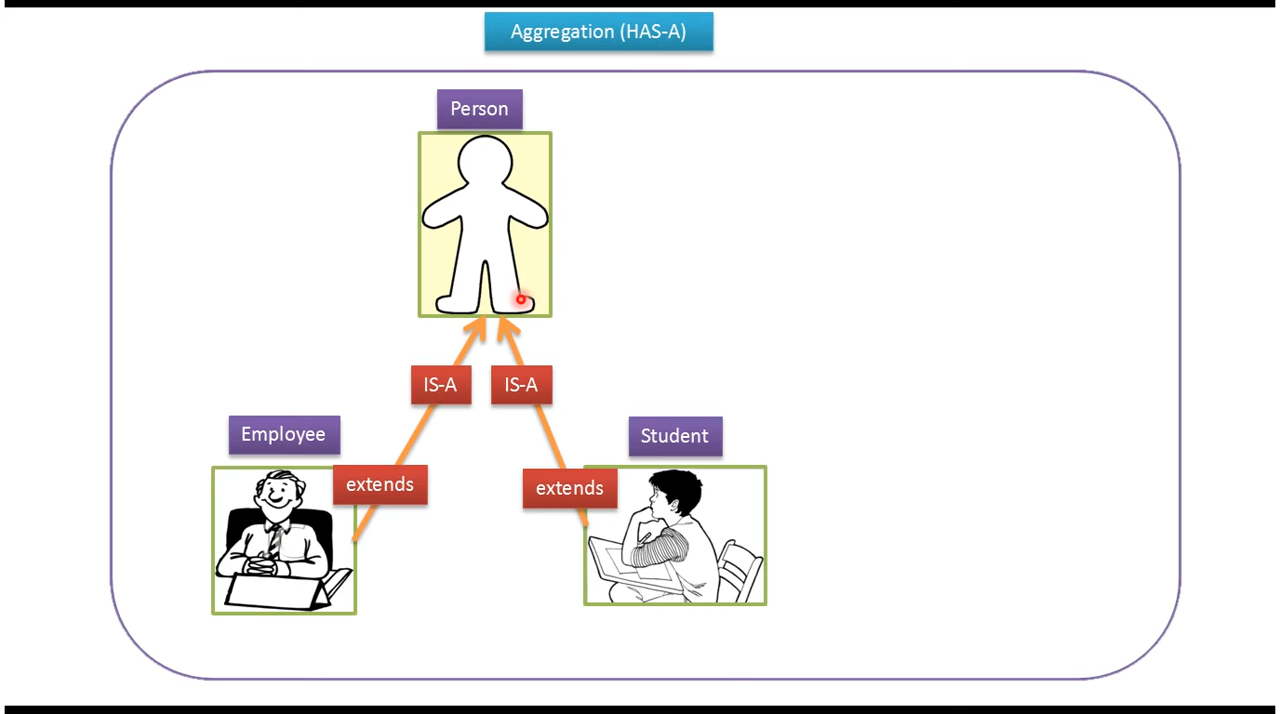 Aggregation (HAS-A)
Person
IS-A
IS-A
Employee
Student
extends
extends